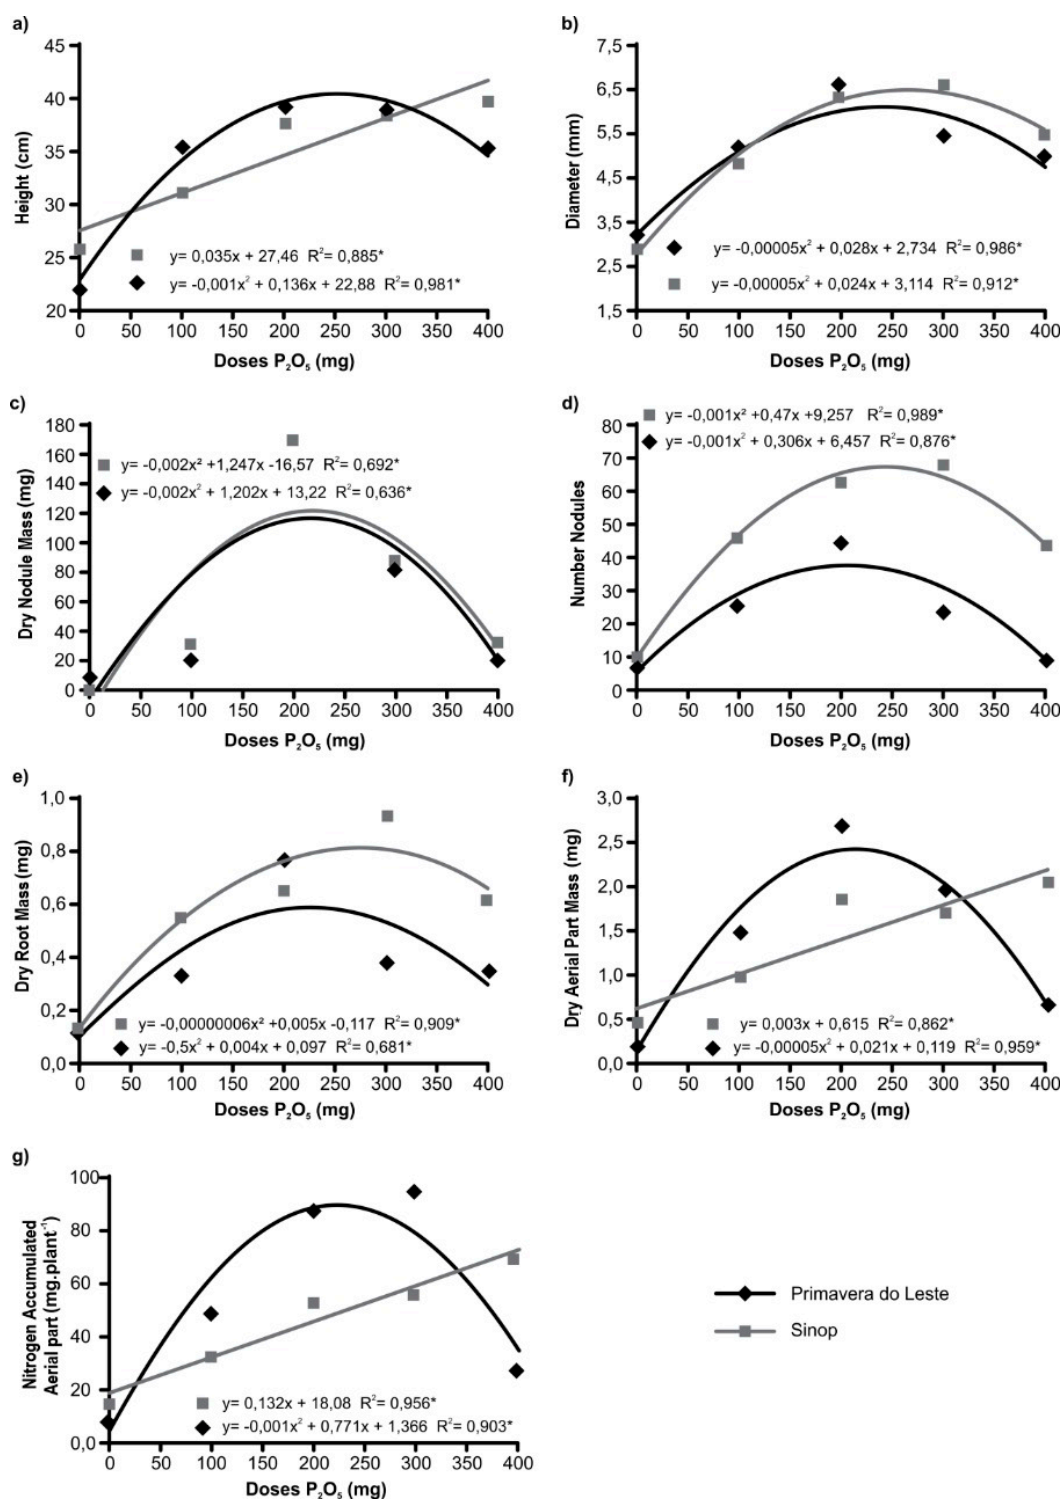 a)
Height (cm)
45
40
35
30
25
20
y= 0,035x + 27,46 R²= 0,885*
y= -0,001x² + 0,136x + 22,88 R²= 0,981*
0 50 100 150 200 250 300 350 400
Doses P₂O₅ (mg)
b)
Diameter (mm)
7,5
6,5
5,5
4,5
3,5
2,5
1,5
y= -0,00005x² + 0,028x + 2,734 R²= 0,986*
y= -0,00005x² + 0,024x + 3,114 R²= 0,912*
0 50 100 150 200 250 300 350 400
Doses P₂O₅ (mg)
c)
Dry Nodule Mass (mg)
180
160
140
120
100
80
60
40
20
0
y= -0,002x² +1,247x -16,57 R²= 0,692*
y= -0,002x² + 1,202x + 13,22 R²= 0,636*
0 50 100 150 200 250 300 350 400
Doses P₂O₅ (mg)
d)
Number Nodules
80
70
60
50
40
30
20
10
0
y= -0,001x² +0,47x +9,257 R²= 0,989*
y= -0,001x² + 0,306x + 6,457 R²= 0,876*
0 50 100 150 200 250 300 350 400
Doses P₂O₅ (mg)
e)
Dry Root Mass (mg)
1,0
0,8
0,6
0,4
0,2
0,0
y= -0,00000006x² +0,005x -0,117 R²= 0,909*
y= -0,5x² + 0,004x + 0,097 R²= 0,681*
0 50 100 150 200 250 300 350 400
Doses P₂O₅ (mg)
f)
Dry Aerial Part Mass (mg)
3,0
2,5
2,0
1,5
1,0
0,5
0,0
y= 0,003x + 0,615 R²= 0,862*
y= -0,00005x² + 0,021x + 0,119 R²= 0,959*
0 50 100 150 200 250 300 350 400
Doses P₂O₅ (mg)
g)
Nitrogen Accumulated
Aerial part (mg.plant⁻¹)
100
80
60
40
20
0,0
y= 0,132x + 18,08 R²= 0,956*
y= -0,001x² + 0,771x + 1,366 R²= 0,903*
0 50 100 150 200 250 300 350 400
Doses P₂O₅ (mg)
Primavera do Leste
Sinop